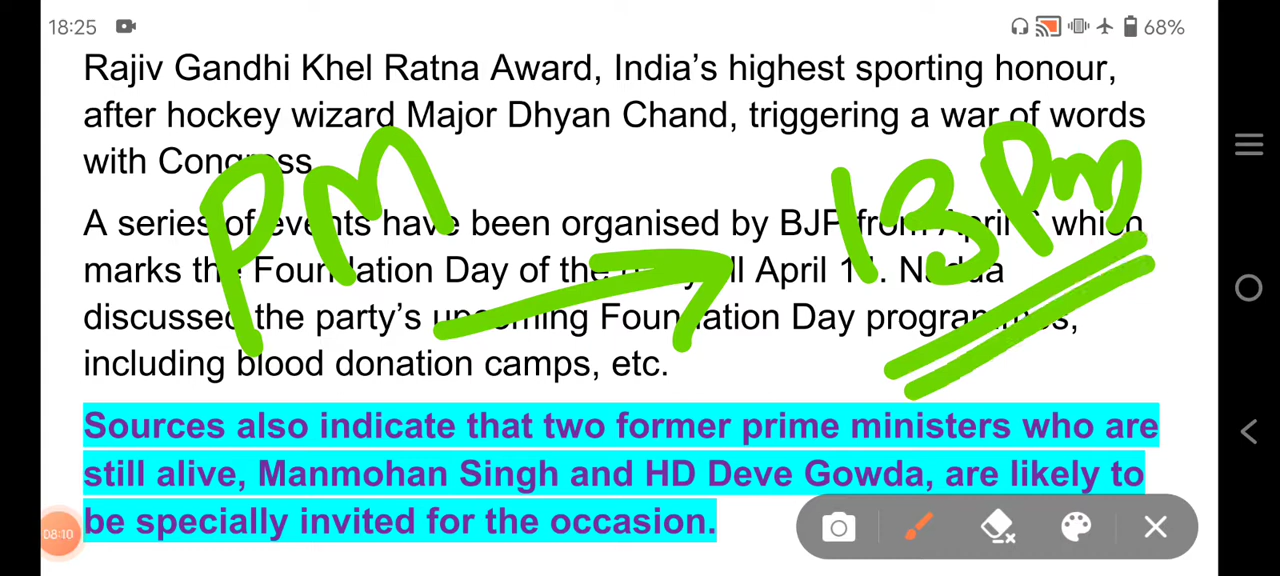 18:25 68%
Rajiv Gandhi Khel Ratna Award, India's highest sporting honour,
after hockey wizard Major Dhyan Chand, triggering a war of words
with Congress
PM → 13 Pm
A series of events have been organised by BJP from April which
marks the Foundation Day of the till April Nadda
discussed the party's upcoming Foundation Day programmes,
including blood donation camps, etc.
Sources also indicate that two former prime ministers who are
still alive, Manmohan Singh and HD Deve Gowda, are likely to
be specially invited for the occasion.
08:10